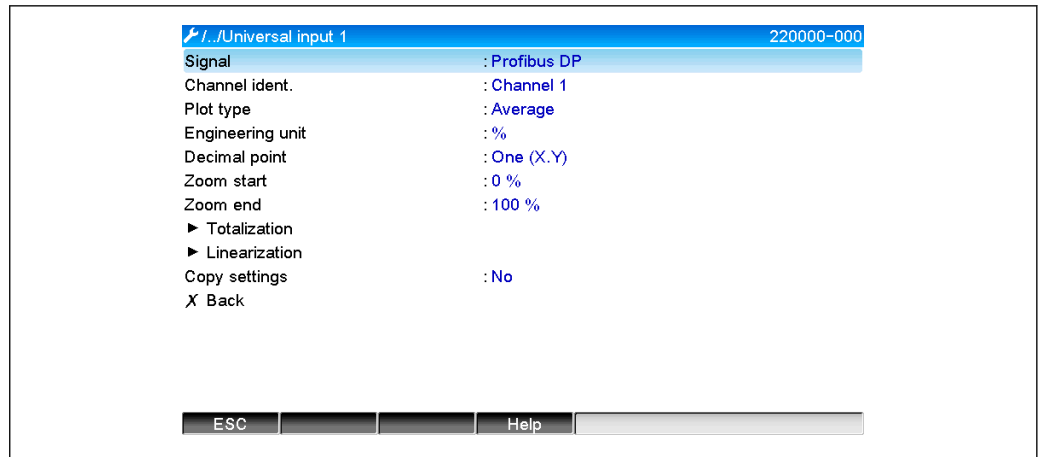 /../Universal input 1 220000-000
Signal : Profibus DP
Channel ident. : Channel 1
Plot type : Average
Engineering unit : %
Decimal point : One (X.Y)
Zoom start : 0 %
Zoom end : 100 %
► Totalization
► Linearization
Copy settings : No
X Back
ESC Help